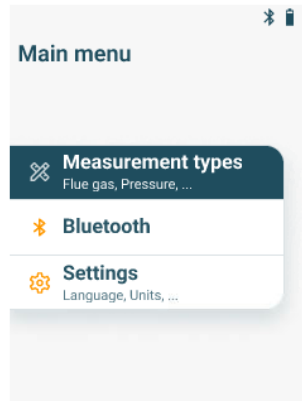 Main menu
Measurement types
Flue gas, Pressure, ...
Bluetooth
Settings
Language, Units, ...